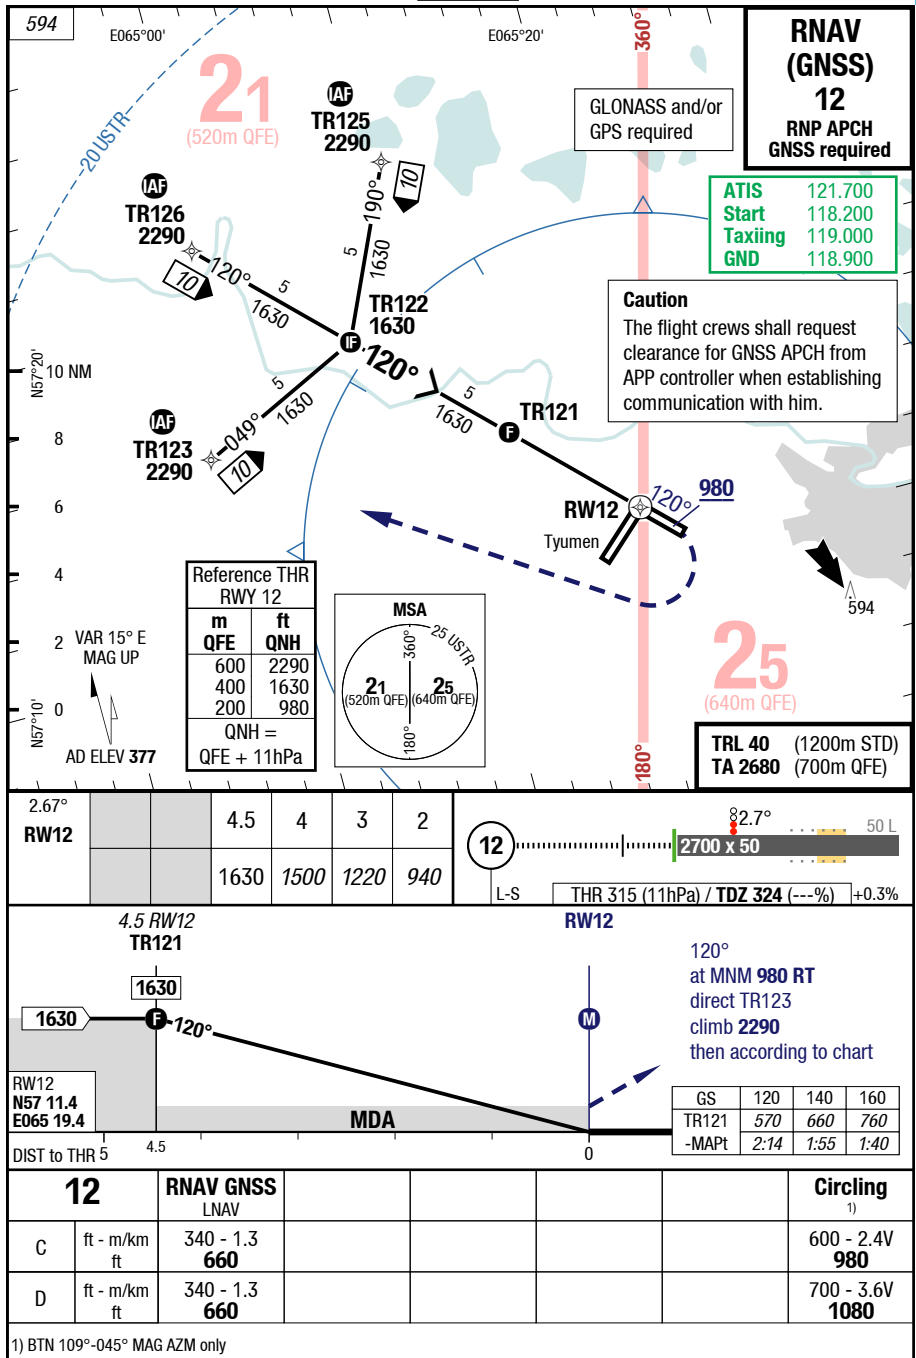 594
E065°00'
E065°20'
360°
RNAV
(GNSS)
12
RNP APCH
GNSS required
21
(520m QFE)
20 USTR
GLONASS and/or
GPS required
IAF
TR125
2290
10
190°
5
1630
IAF
TR126
2290
10
120°
5
1630
ATIS 121.700
Start 118.200
Taxiing 119.000
GND 118.900
Caution
The flight crews shall request
clearance for GNSS APCH from
APP controller when establishing
communication with him.
TR122
1630
IF
120°
5
1630
TR121
F
N57°20'
10 NM
8
6
4
2
0
N57°10'
IAF
TR123
2290
10
049°
5
1630
RW12
120°
980
Tyumen
594
Reference THR
RWY 12
m ft
QFE QNH
600 2290
400 1630
200 980
QNH =
QFE + 11hPa
MSA
25 USTR
360°
21 25
(520m QFE) (640m QFE)
180°
VAR 15° E
MAG UP
AD ELEV 377
25
(640m QFE)
180°
TRL 40 (1200m STD)
TA 2680 (700m QFE)
2.67°
RW12
4.5 4 3 2
1630 1500 1220 940
12
L-S
2.7°
50 L
2700 x 50
THR 315 (11hPa) / TDZ 324 (---%) +0.3%
4.5 RW12
TR121
1630
1630
F
120°
RW12
M
120°
at MNM 980 RT
direct TR123
climb 2290
then according to chart
RW12
N57 11.4
E065 19.4
MDA
DIST to THR 5 4.5 0
GS 120 140 160
TR121 570 660 760
-MAPt 2:14 1:55 1:40
12 RNAV GNSS Circling
LNAV 1)
C ft - m/km 340 - 1.3 600 - 2.4V
ft 660 980
D ft - m/km 340 - 1.3 700 - 3.6V
ft 660 1080
1) BTN 109°-045° MAG AZM only